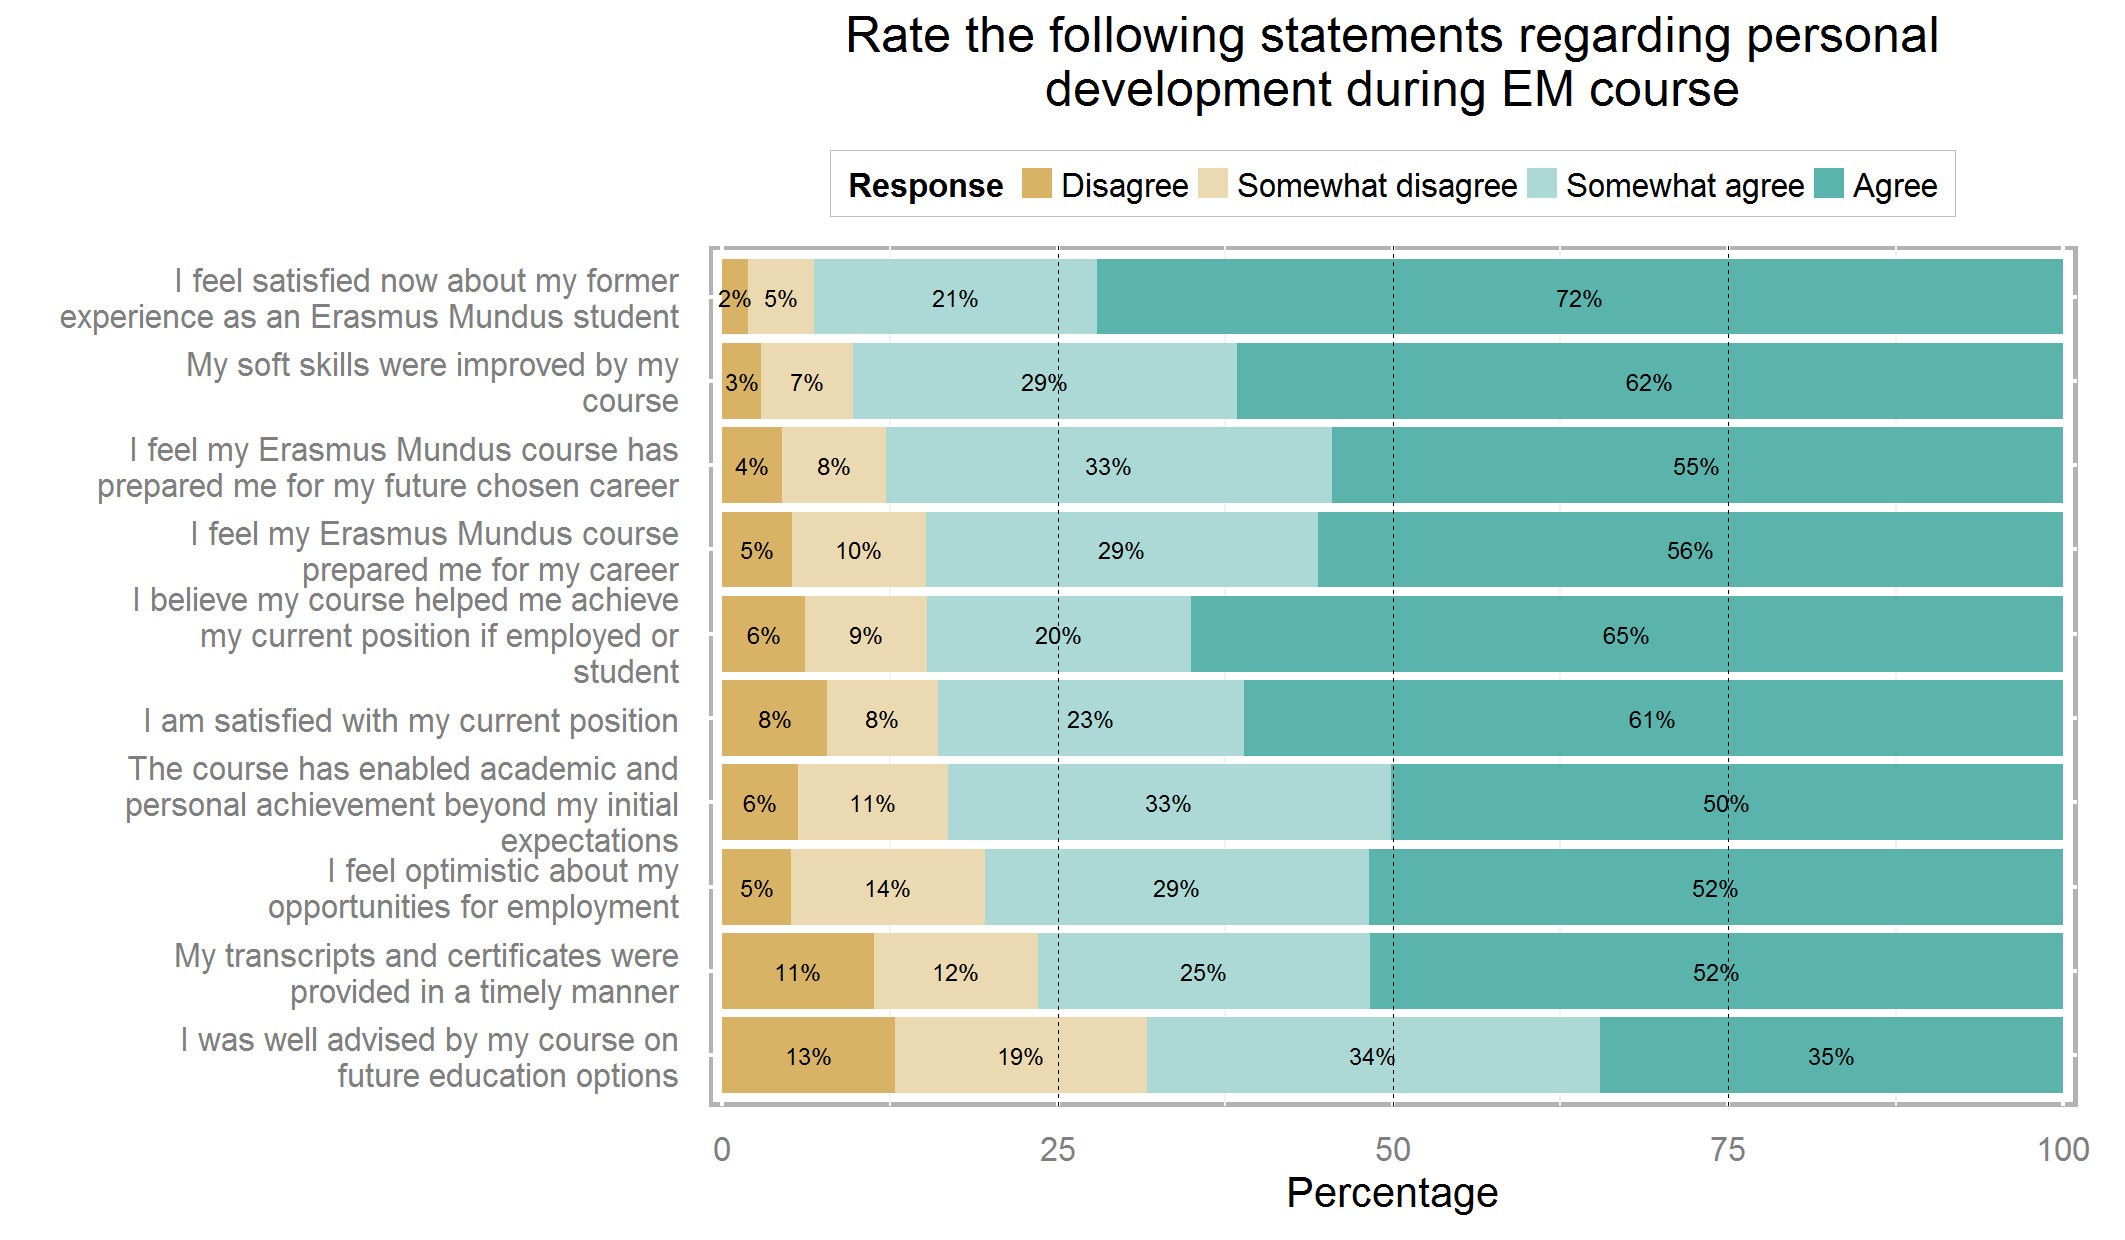 Rate the following statements regarding personal
development during EM course
Response Disagree Somewhat disagree Somewhat agree Agree
I feel satisfied now about my former
experience as an Erasmus Mundus student
2% 5% 21% 72%
My soft skills were improved by my
course
3% 7% 29% 62%
I feel my Erasmus Mundus course has
prepared me for my future chosen career
4% 8% 33% 55%
I feel my Erasmus Mundus course
prepared me for my career
5% 10% 29% 56%
I believe my course helped me achieve
my current position if employed or
student
6% 9% 20% 65%
I am satisfied with my current position
8% 8% 23% 61%
The course has enabled academic and
personal achievement beyond my initial
expectations
6% 11% 33% 50%
I feel optimistic about my
opportunities for employment
5% 14% 29% 52%
My transcripts and certificates were
provided in a timely manner
11% 12% 25% 52%
I was well advised by my course on
future education options
13% 19% 34% 35%
0 25 50 75 100
Percentage